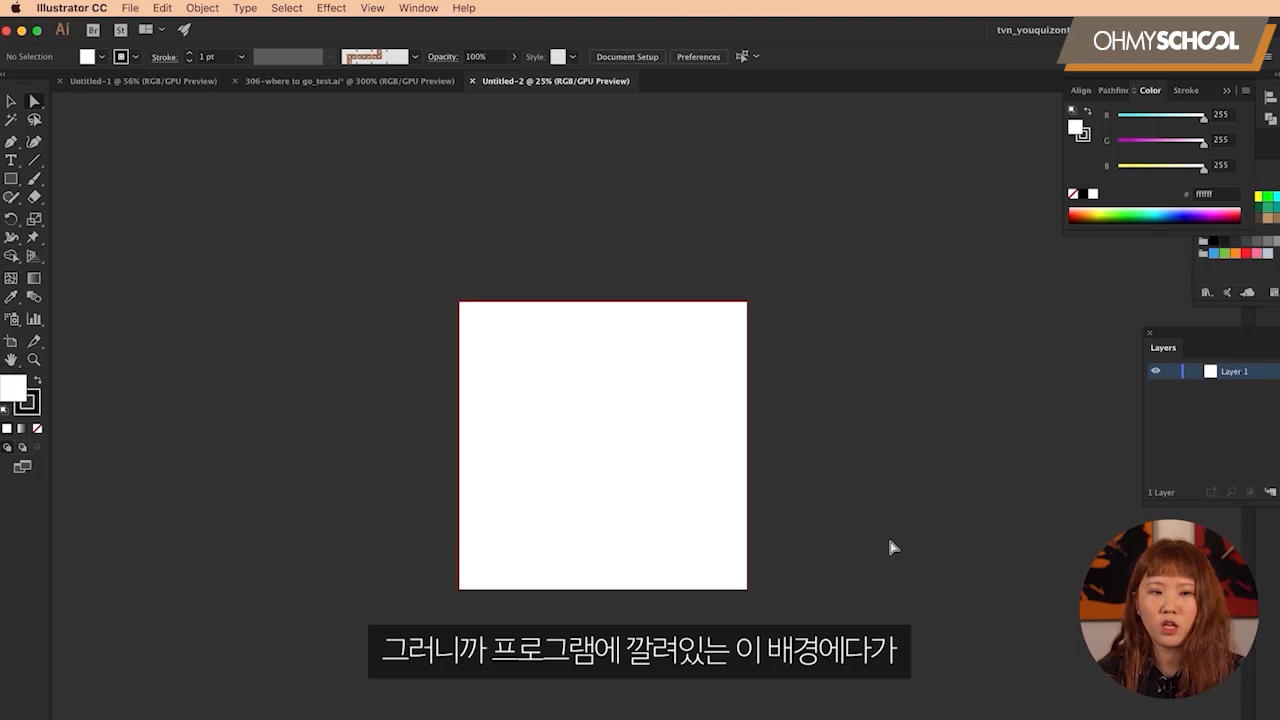 Illustrator CC File Edit Object Type Select Effect View Window Help
Ai Br St tvn_youquizont
OHMYSCHOOL
No Selection Stroke: 1 pt Opacity: 100% Style: Document Setup Preferences
Untitled-1 @ 56% (RGB/GPU Preview) 306-where to go_test.ai* @ 300% (RGB/GPU Preview) Untitled-2 @ 25% (RGB/GPU Preview)
Align Pathfinc Color Stroke
R 255
G 255
B 255
# ffffff
Layers
Layer 1
1 Layer
그러니까 프로그램에 깔려있는 이 배경에다가